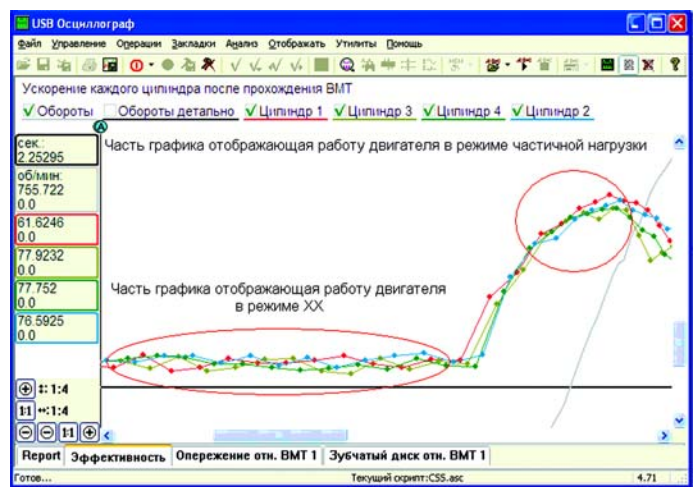 USB Осциллограф
Файл Управление Операции Закладки Анализ Отображать Утилиты Помощь
Ускорение каждого цилиндра после прохождения ВМТ
Обороты Обороты детально Цилиндр 1 Цилиндр 3 Цилиндр 4 Цилиндр 2
A
сек.:
2.25295
Часть графика отображающая работу двигателя в режиме частичной нагрузки
об/мин:
755.722
0.0
61.6246
0.0
77.9232
0.0
77.752
0.0
76.5925
0.0
Часть графика отображающая работу двигателя
в режиме ХХ
1:4
1:1 1:4
1:1
Report Эффективность Опережение отн. ВМТ 1 Зубчатый диск отн. ВМТ 1
Готов... Текущий скрипт:CSS.asc 4.71